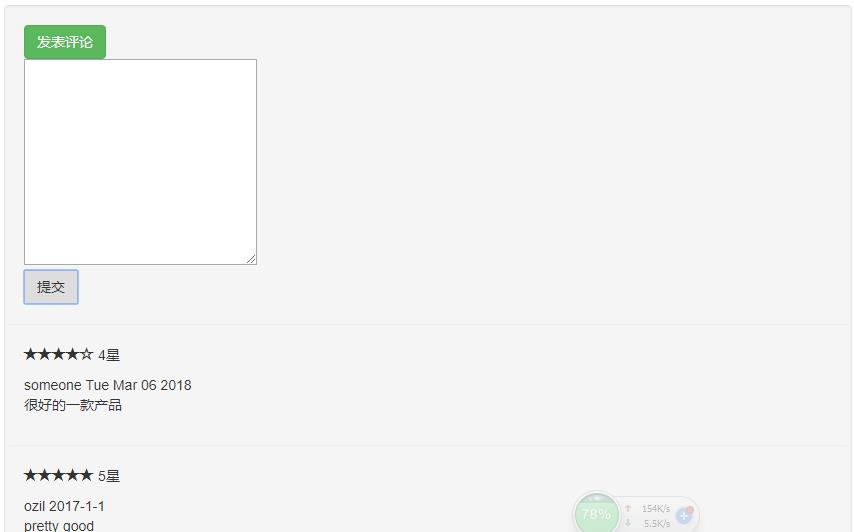 发表评论
提交
★★★★☆ 4星
someone Tue Mar 06 2018
很好的一款产品
★★★★★ 5星
ozil 2017-1-1
pretty good
78%
↑ 154K/s
↓ 5.5K/s